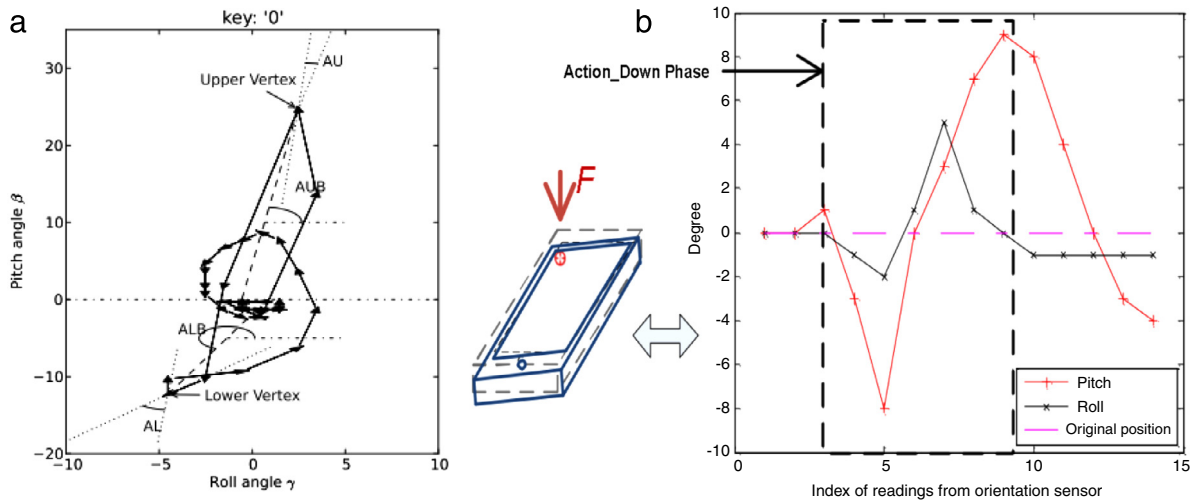 a
key: '0'
AU
Upper Vertex
AUB
ALB
Lower Vertex
AL
Pitch angle β
30
20
10
0
−10
−20
−10
−5
0
5
10
Roll angle γ
F
b
Action_Down Phase
Degree
10
8
6
4
2
0
-2
-4
-6
-8
-10
0
5
10
15
Pitch
Roll
Original position
Index of readings from orientation sensor